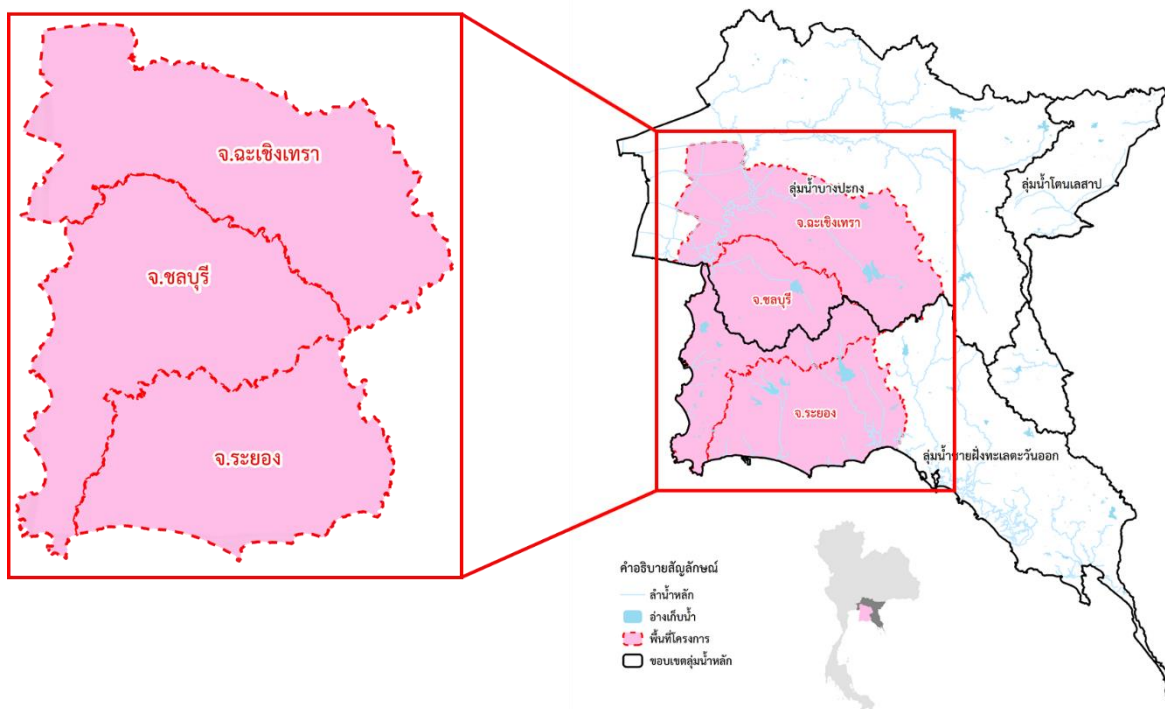 จ.ฉะเชิงเทรา
จ.ชลบุรี
จ.ระยอง
ลุ่มน้ำโตนเลสาป
ลุ่มน้ำบางปะกง
จ.ฉะเชิงเทรา
จ.ชลบุรี
จ.ระยอง
ลุ่มน้ำชายฝั่งทะเลตะวันออก
คำอธิบายสัญลักษณ์
ลำน้ำหลัก
อ่างเก็บน้ำ
พื้นที่โครงการ
ขอบเขตลุ่มน้ำหลัก